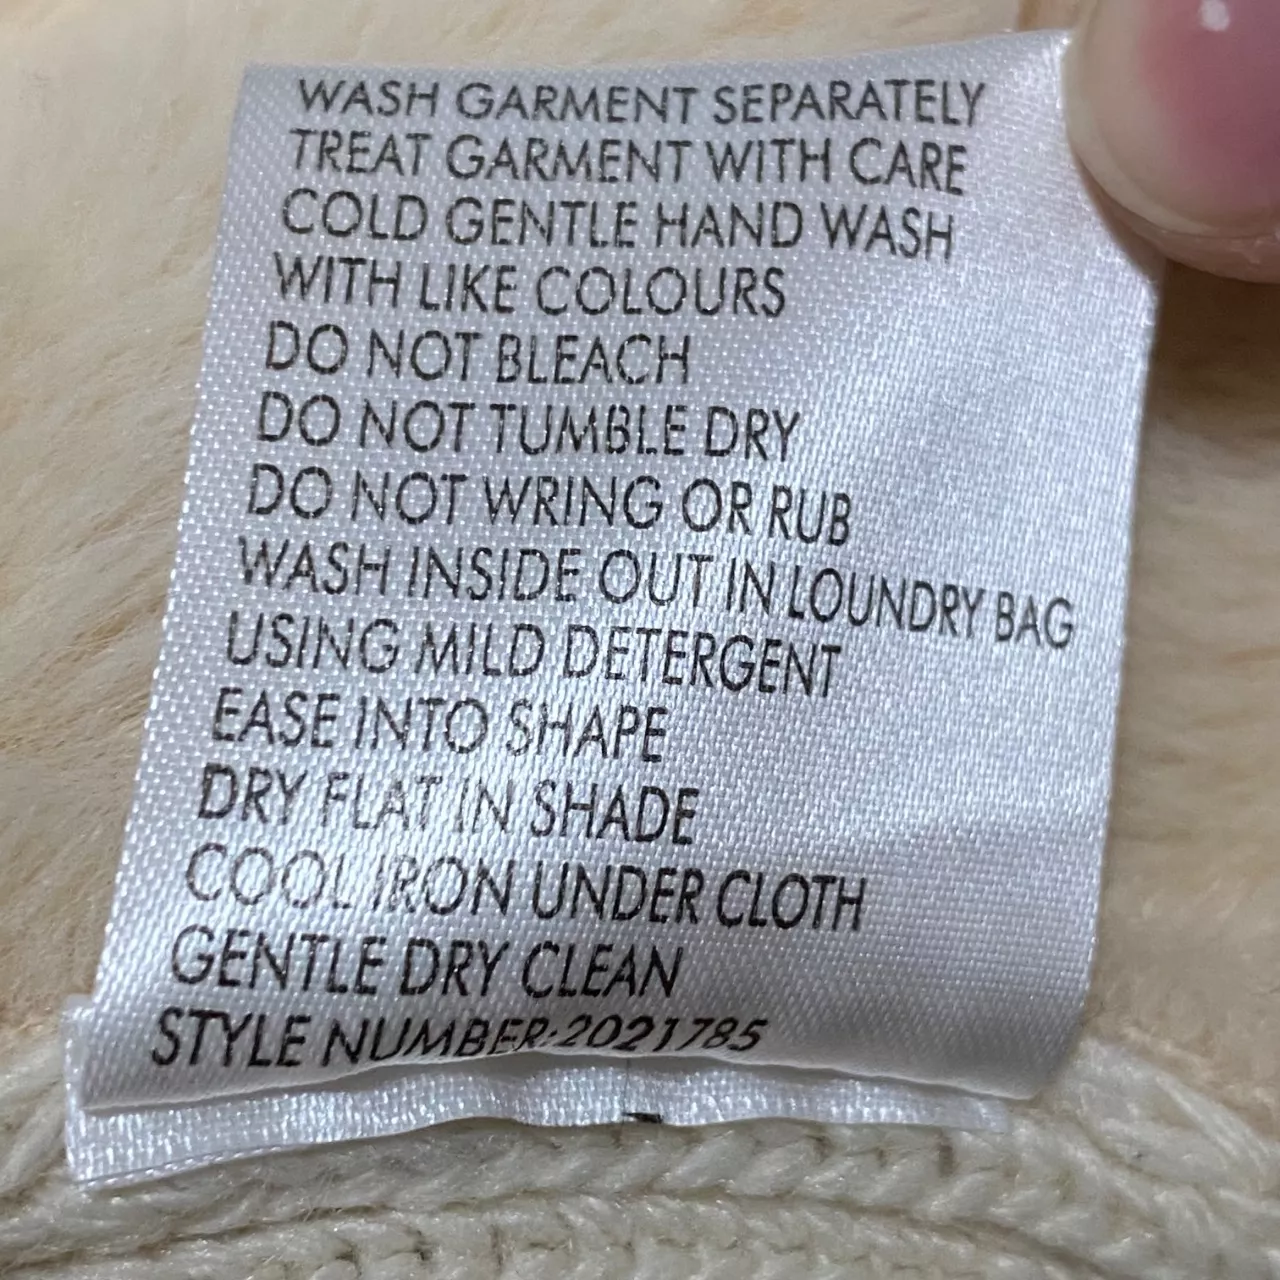 WASH GARMENT SEPARATELY
TREAT GARMENT WITH CARE
COLD GENTLE HAND WASH
WITH LIKE COLOURS
DO NOT BLEACH
DO NOT TUMBLE DRY
DO NOT WRING OR RUB
WASH INSIDE OUT IN LOUNDRY BAG
USING MILD DETERGENT
EASE INTO SHAPE
DRY FLAT IN SHADE
COOL IRON UNDER CLOTH
GENTLE DRY CLEAN
STYLE NUMBER:2021785